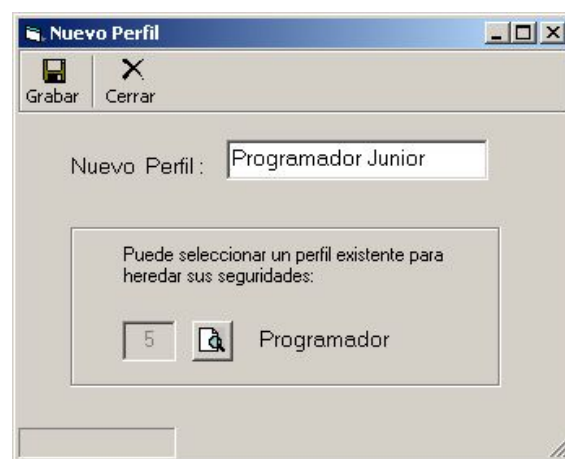 Nuevo Perfil
Grabar Cerrar
Nuevo Perfil : Programador Junior
Puede seleccionar un perfil existente para
heredar sus seguridades:
5 Programador